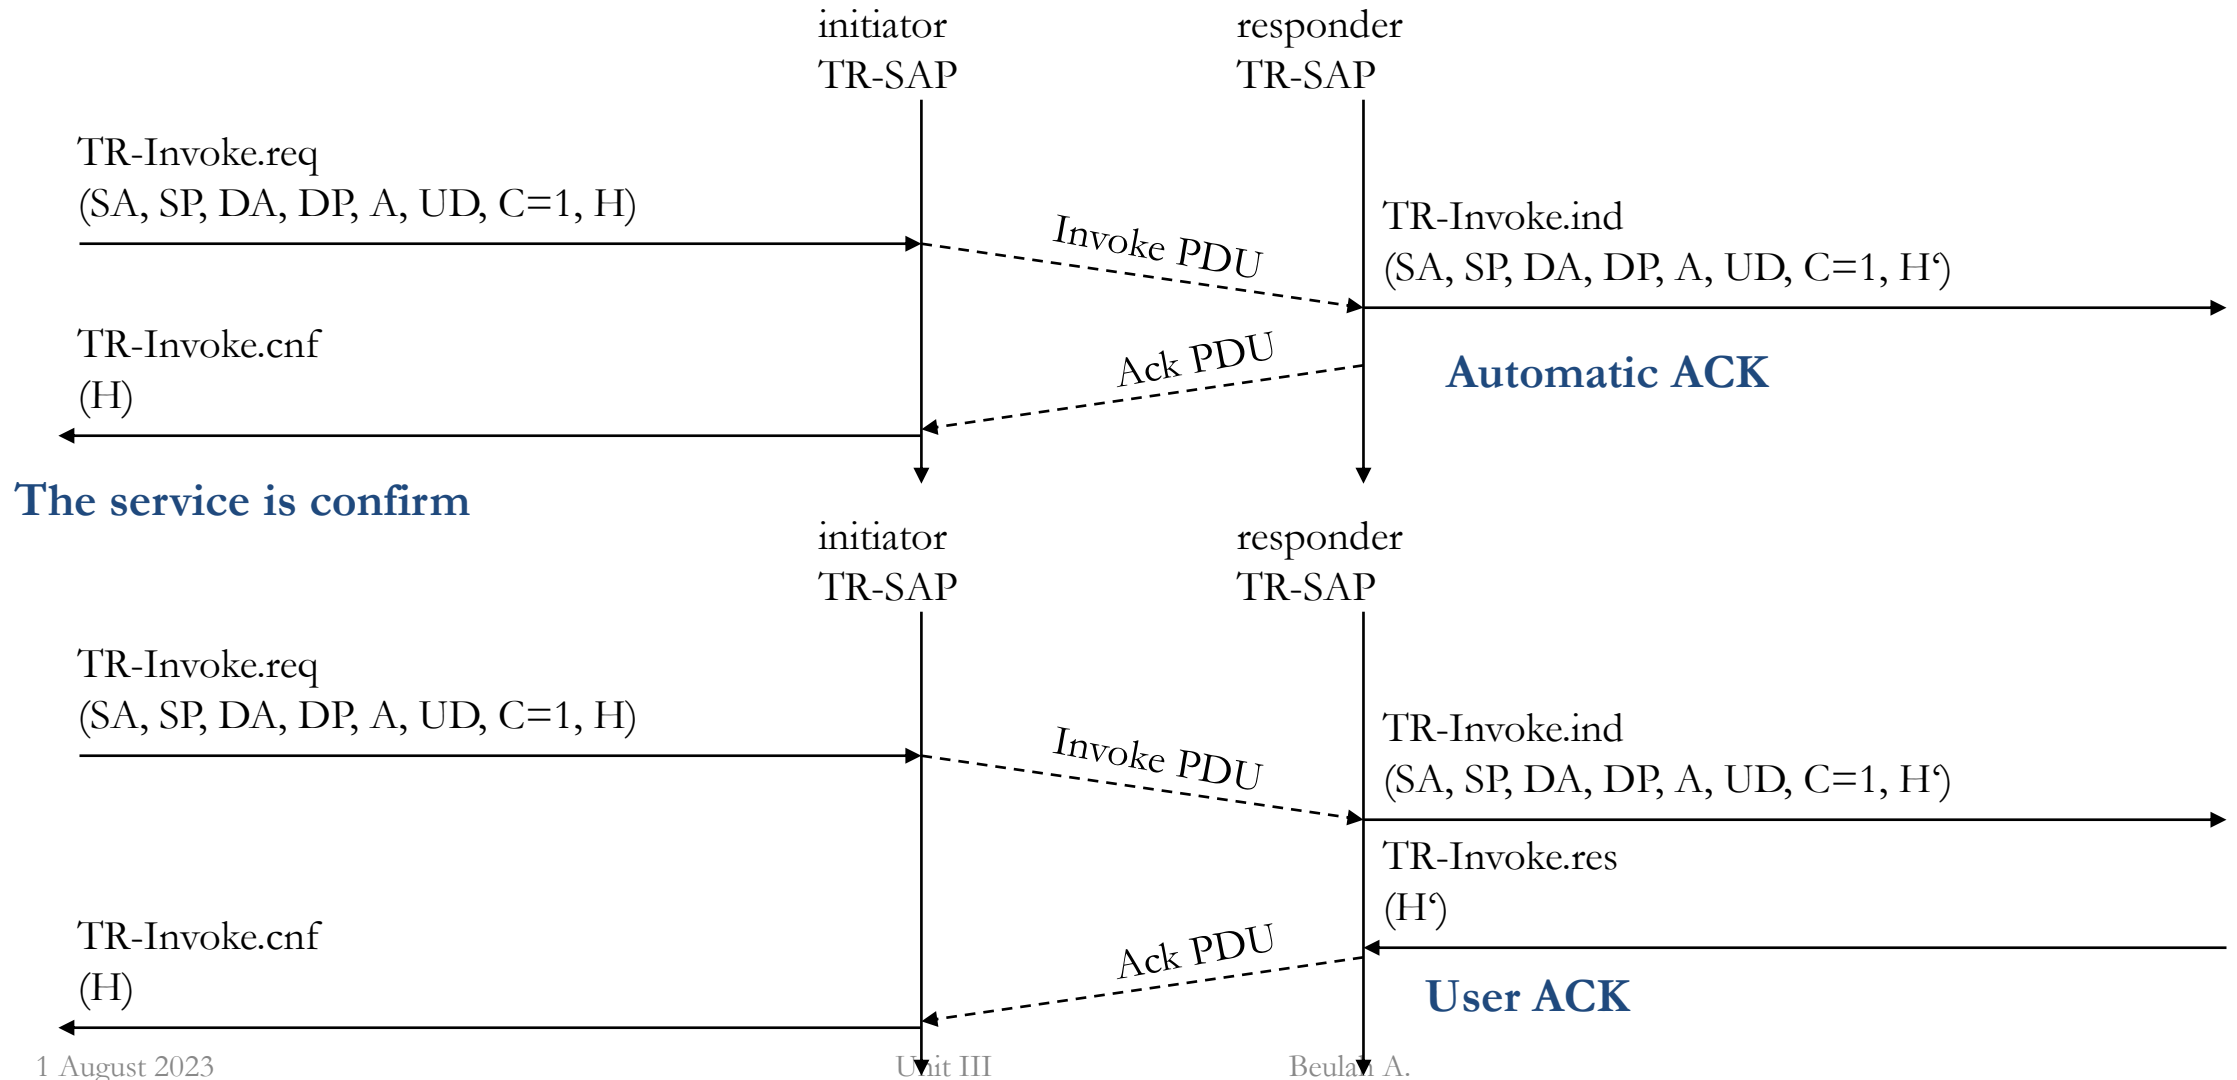 initiator
TR-SAP
responder
TR-SAP
TR-Invoke.req
(SA, SP, DA, DP, A, UD, C=1, H)
Invoke PDU
TR-Invoke.ind
(SA, SP, DA, DP, A, UD, C=1, H‘)
TR-Invoke.cnf
(H)
Ack PDU
Automatic ACK
The service is confirm
initiator
TR-SAP
responder
TR-SAP
TR-Invoke.req
(SA, SP, DA, DP, A, UD, C=1, H)
Invoke PDU
TR-Invoke.ind
(SA, SP, DA, DP, A, UD, C=1, H‘)
TR-Invoke.res
(H‘)
TR-Invoke.cnf
(H)
Ack PDU
User ACK
1 August 2023
Unit III
Beulah A.